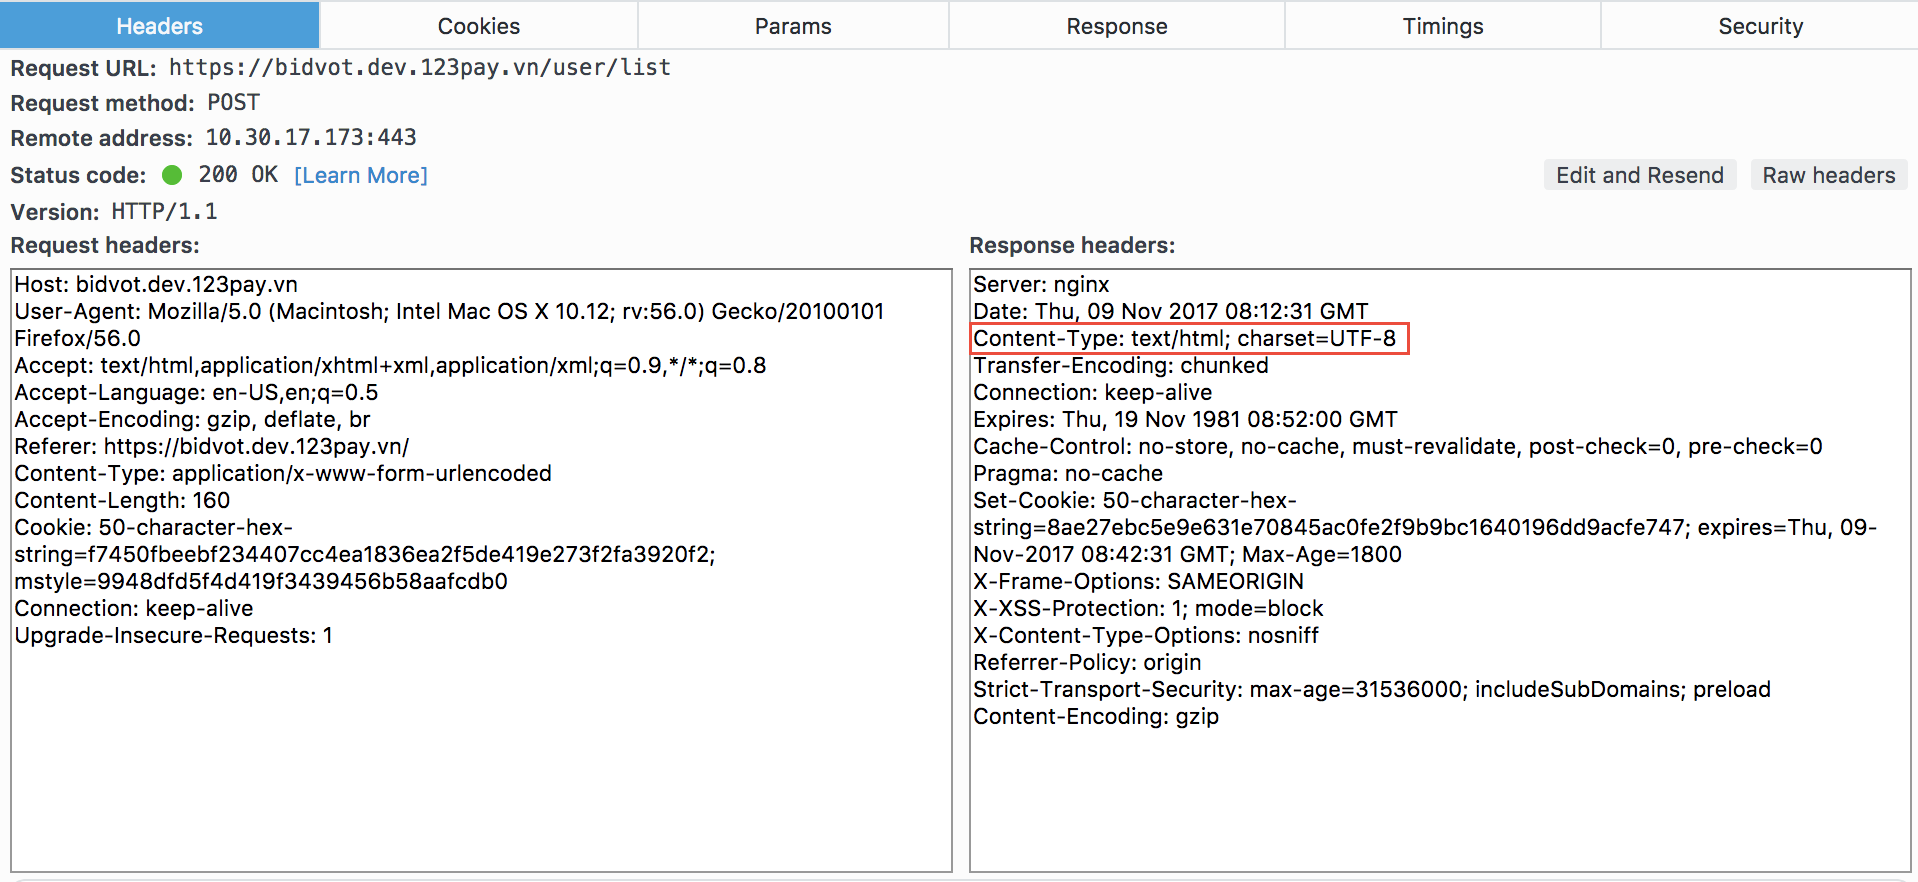 Headers Cookies Params Response Timings Security
Request URL: https://bidvot.dev.123pay.vn/user/list
Request method: POST
Remote address: 10.30.17.173:443
Status code: 200 OK [Learn More] Edit and Resend Raw headers
Version: HTTP/1.1
Request headers:
Host: bidvot.dev.123pay.vn
User-Agent: Mozilla/5.0 (Macintosh; Intel Mac OS X 10.12; rv:56.0) Gecko/20100101
Firefox/56.0
Accept: text/html,application/xhtml+xml,application/xml;q=0.9,*/*;q=0.8
Accept-Language: en-US,en;q=0.5
Accept-Encoding: gzip, deflate, br
Referer: https://bidvot.dev.123pay.vn/
Content-Type: application/x-www-form-urlencoded
Content-Length: 160
Cookie: 50-character-hex-
string=f7450fbeebf234407cc4ea1836ea2f5de419e273f2fa3920f2;
mstyle=9948dfd5f4d419f3439456b58aafcdb0
Connection: keep-alive
Upgrade-Insecure-Requests: 1
Response headers:
Server: nginx
Date: Thu, 09 Nov 2017 08:12:31 GMT
Content-Type: text/html; charset=UTF-8
Transfer-Encoding: chunked
Connection: keep-alive
Expires: Thu, 19 Nov 1981 08:52:00 GMT
Cache-Control: no-store, no-cache, must-revalidate, post-check=0, pre-check=0
Pragma: no-cache
Set-Cookie: 50-character-hex-
string=8ae27ebc5e9e631e70845ac0fe2f9b9bc1640196dd9acfe747; expires=Thu, 09-
Nov-2017 08:42:31 GMT; Max-Age=1800
X-Frame-Options: SAMEORIGIN
X-XSS-Protection: 1; mode=block
X-Content-Type-Options: nosniff
Referrer-Policy: origin
Strict-Transport-Security: max-age=31536000; includeSubDomains; preload
Content-Encoding: gzip